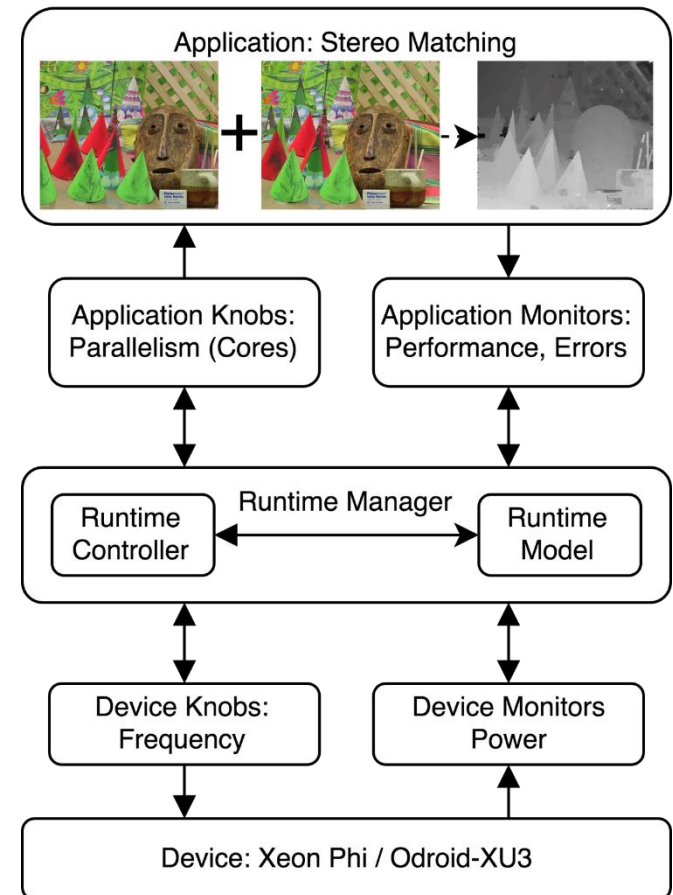 Application: Stereo Matching
Application Knobs:
Parallelism (Cores)
Application Monitors:
Performance, Errors
Runtime Manager
Runtime
Controller
Runtime
Model
Device Knobs:
Frequency
Device Monitors
Power
Device: Xeon Phi / Odroid-XU3